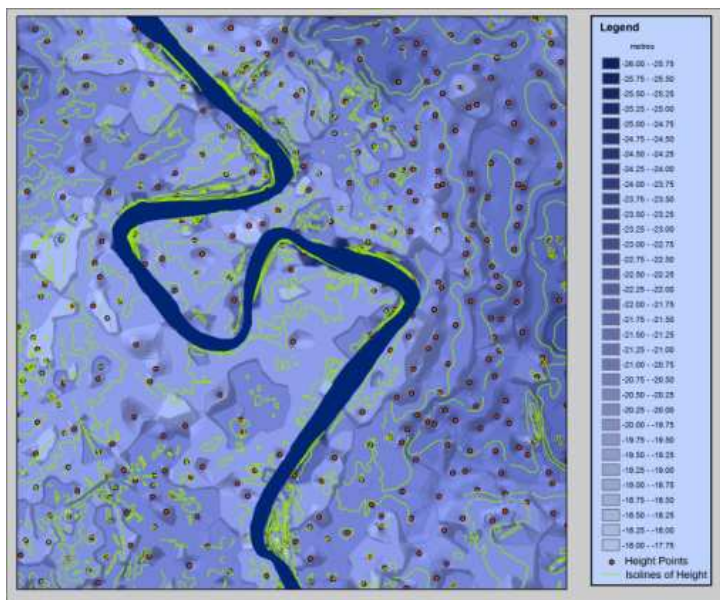 Legend
metres
-26.00 - -25.75
-25.75 - -25.50
-25.50 - -25.25
-25.25 - -25.00
-25.00 - -24.75
-24.75 - -24.50
-24.50 - -24.25
-24.25 - -24.00
-24.00 - -23.75
-23.75 - -23.50
-23.50 - -23.25
-23.25 - -23.00
-23.00 - -22.75
-22.75 - -22.50
-22.50 - -22.25
-22.25 - -22.00
-22.00 - -21.75
-21.75 - -21.50
-21.50 - -21.25
-21.25 - -21.00
-21.00 - -20.75
-20.75 - -20.50
-20.50 - -20.25
-20.25 - -20.00
-20.00 - -19.75
-19.75 - -19.50
-19.50 - -19.25
-19.25 - -19.00
-19.00 - -18.75
-18.75 - -18.50
-18.50 - -18.25
-18.25 - -18.00
-18.00 - -17.75
Height Points
Isolines of Height